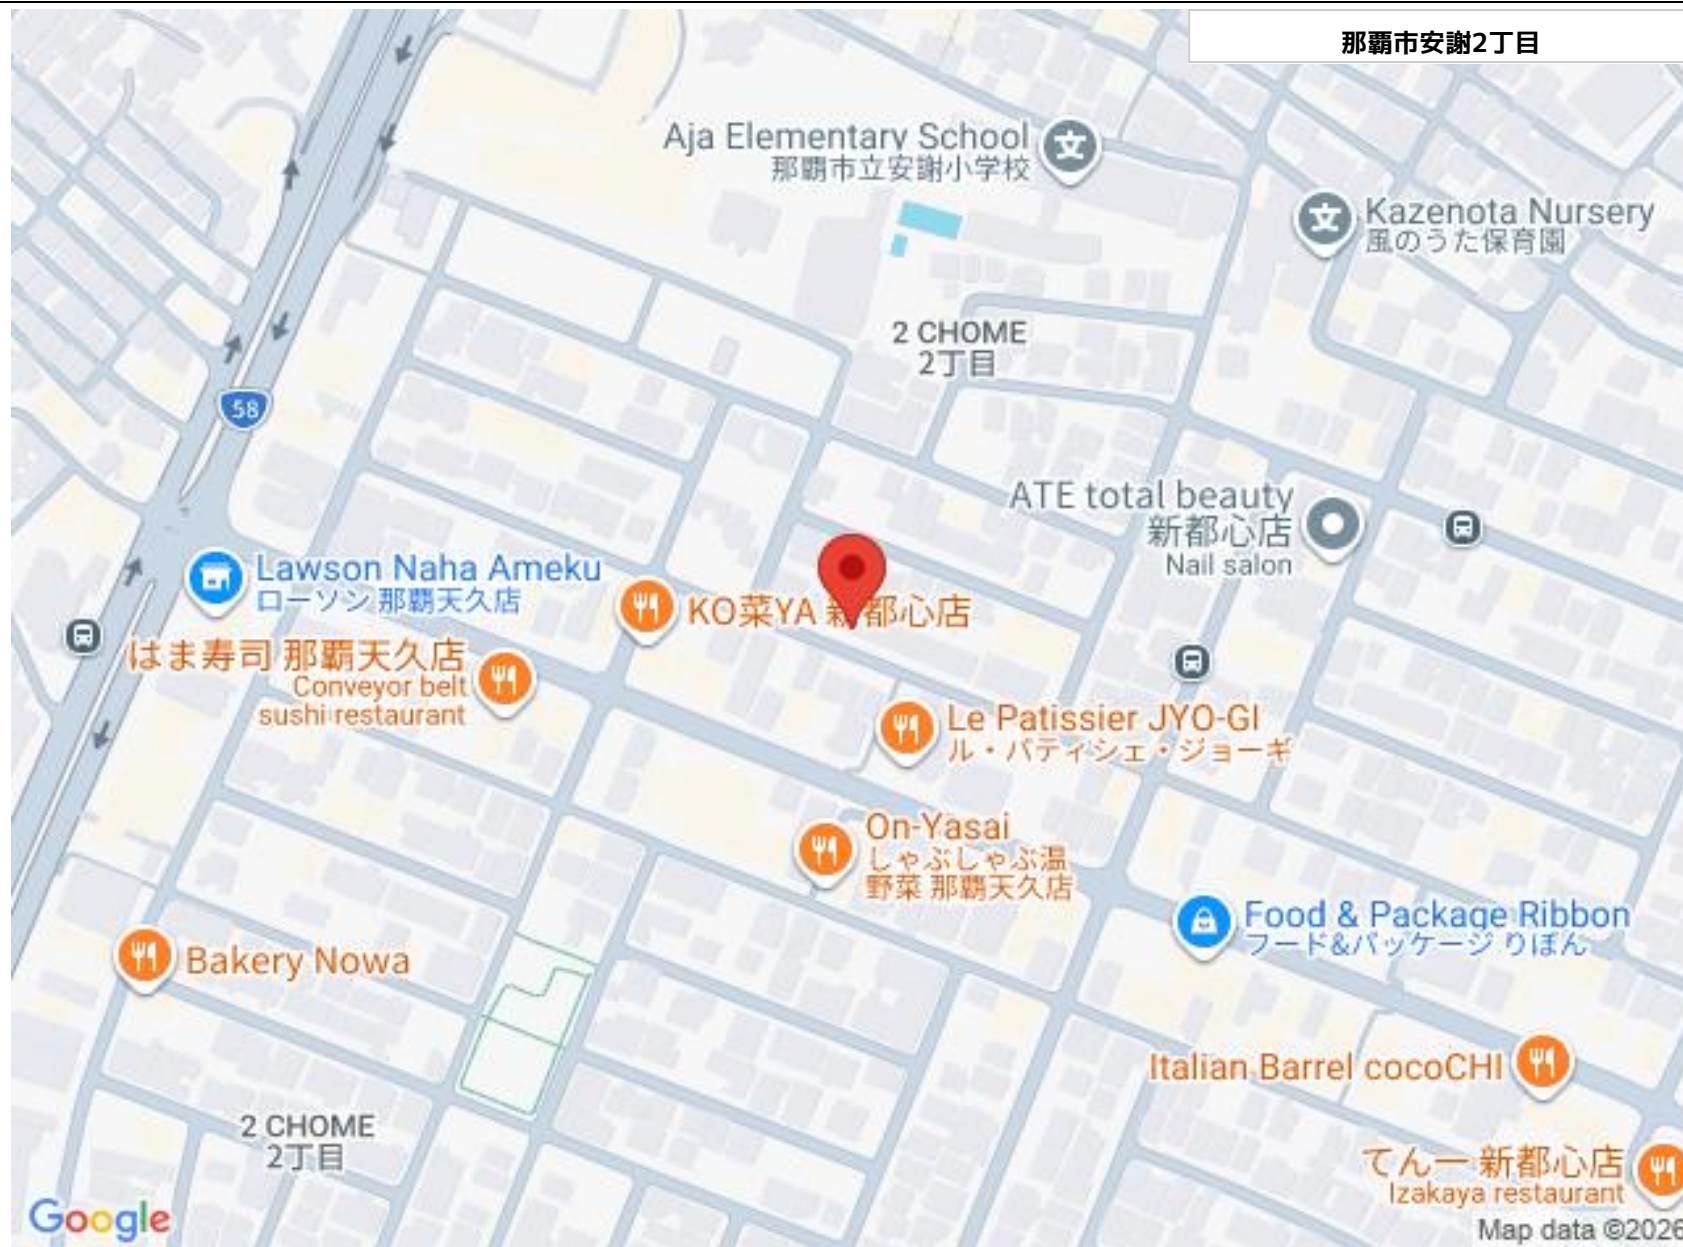 那覇市安謝2丁目
Aja Elementary School
那覇市立安謝小学校
Kazenota Nursery
風のうた保育園
2 CHOME
2丁目
58
ATE total beauty
新都心店
Nail salon
Lawson Naha Ameku
ローソン 那覇天久店
KO菜YA 新都心店
はま寿司 那覇天久店
Conveyor belt
sushi restaurant
Le Patissier JYO-GI
ル・パティシェ・ジョーギ
On-Yasai
しゃぶしゃぶ温
野菜 那覇天久店
Food & Package Ribbon
フード&パッケージ りぼん
Bakery Nowa
Italian Barrel cocoCHI
2 CHOME
2丁目
てん一 新都心店
Izakaya restaurant
Google
Map data ©2026